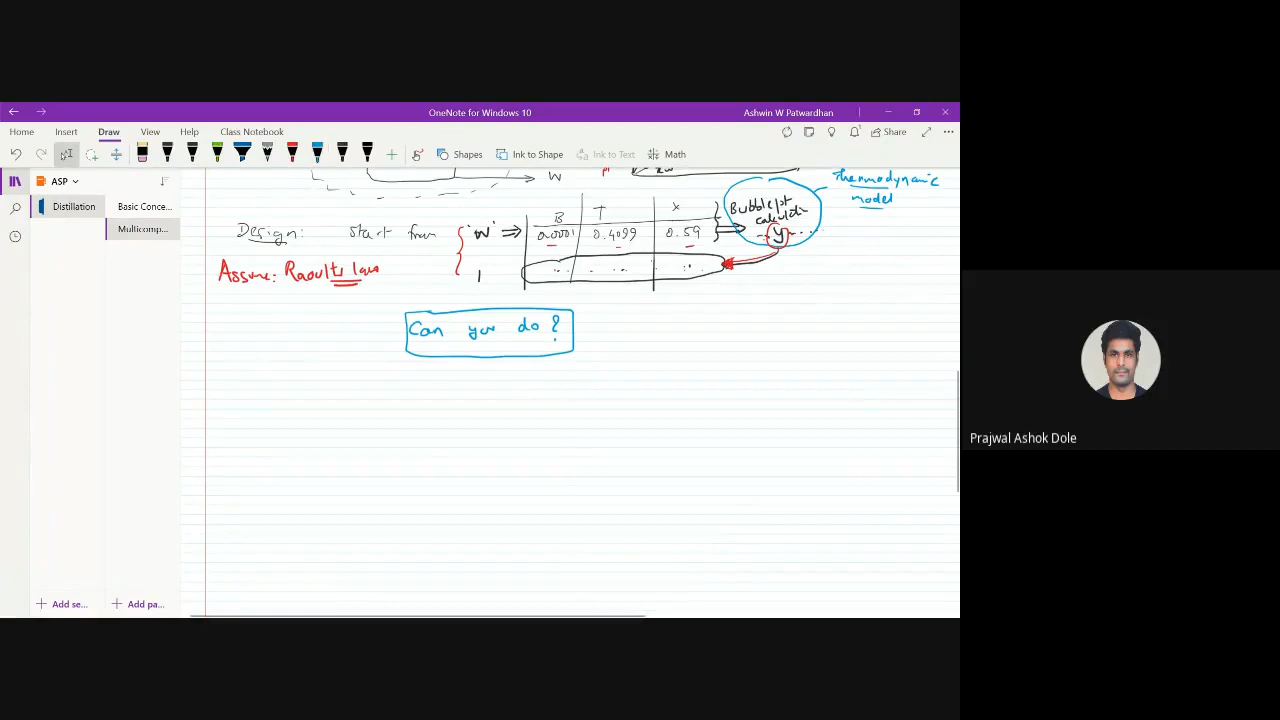 OneNote for Windows 10
Ashwin W Patwardhan
Home Insert Draw View Help Class Notebook
Share
Shapes Ink to Shape Ink to Text Math
ASP
Distillation
Basic Conce...
Multicomp...
W
Thermodynamic
model
B T x
Bubble pt
Design: start from 'W' ⇒ 0.0001 0.4099 0.59
...y....
Assume: Raoult's law
1 ... ... ...
Can you do?
Add se...
Add pa...
Prajwal Ashok Dole